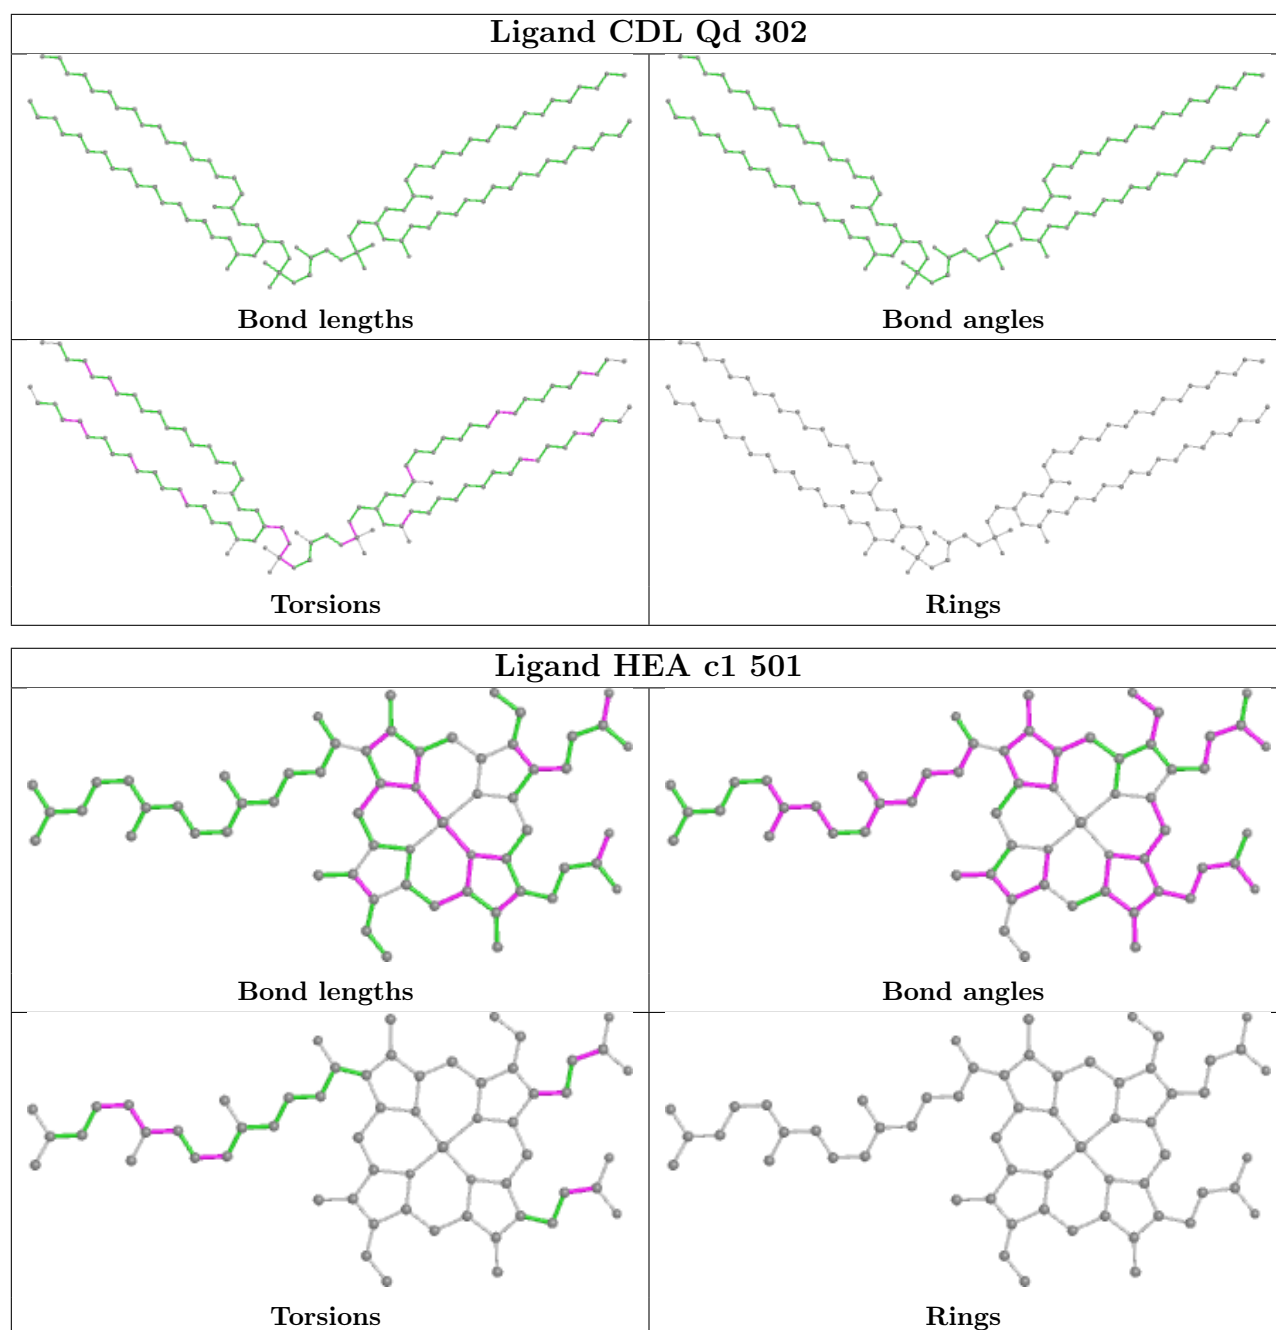 Ligand CDL Qd 302
Bond lengths
Bond angles
Torsions
Rings
Ligand HEA c1 501
Bond lengths
Bond angles
Torsions
Rings